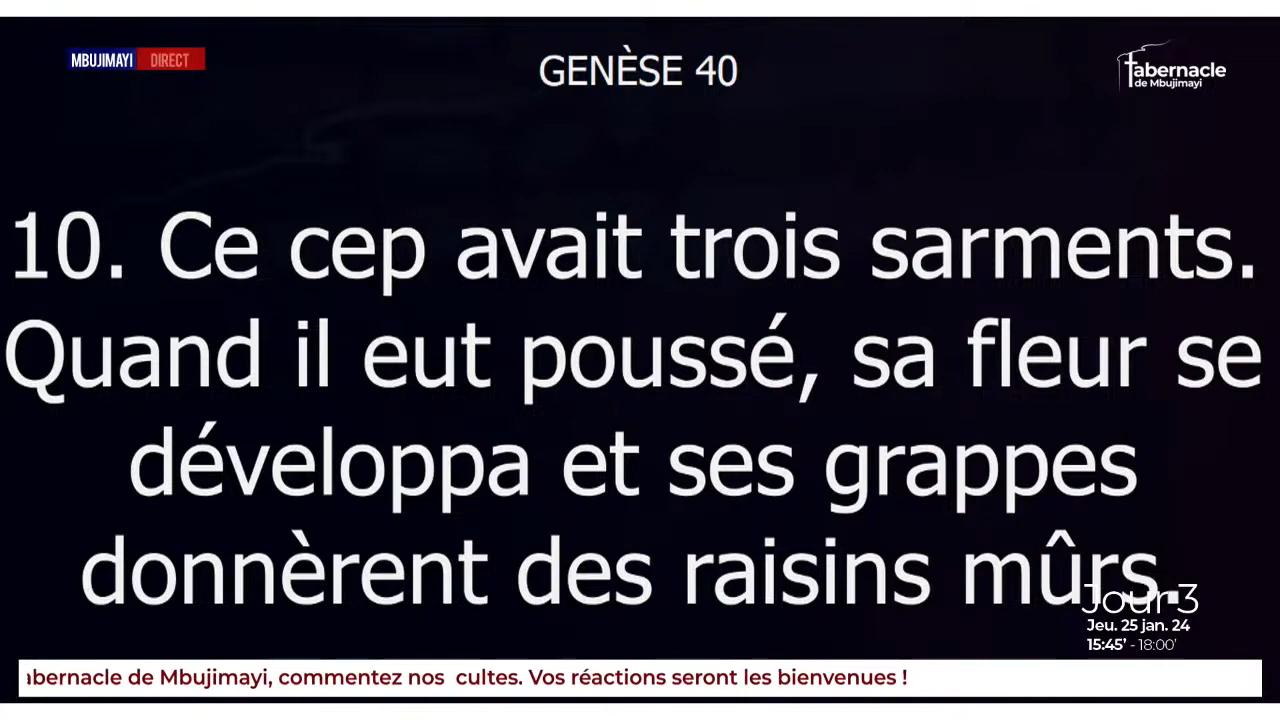 MBUJIMAYI DIRECT
GENÈSE 40
Tabernacle
de Mbujimayi
10. Ce cep avait trois sarments.
Quand il eut poussé, sa fleur se
développa et ses grappes
donnèrent des raisins mûrs.
Jour 3
Jeu. 25 jan. 24
15:45’ - 18:00’
abernacle de Mbujimayi, commentez nos cultes. Vos réactions seront les bienvenues !